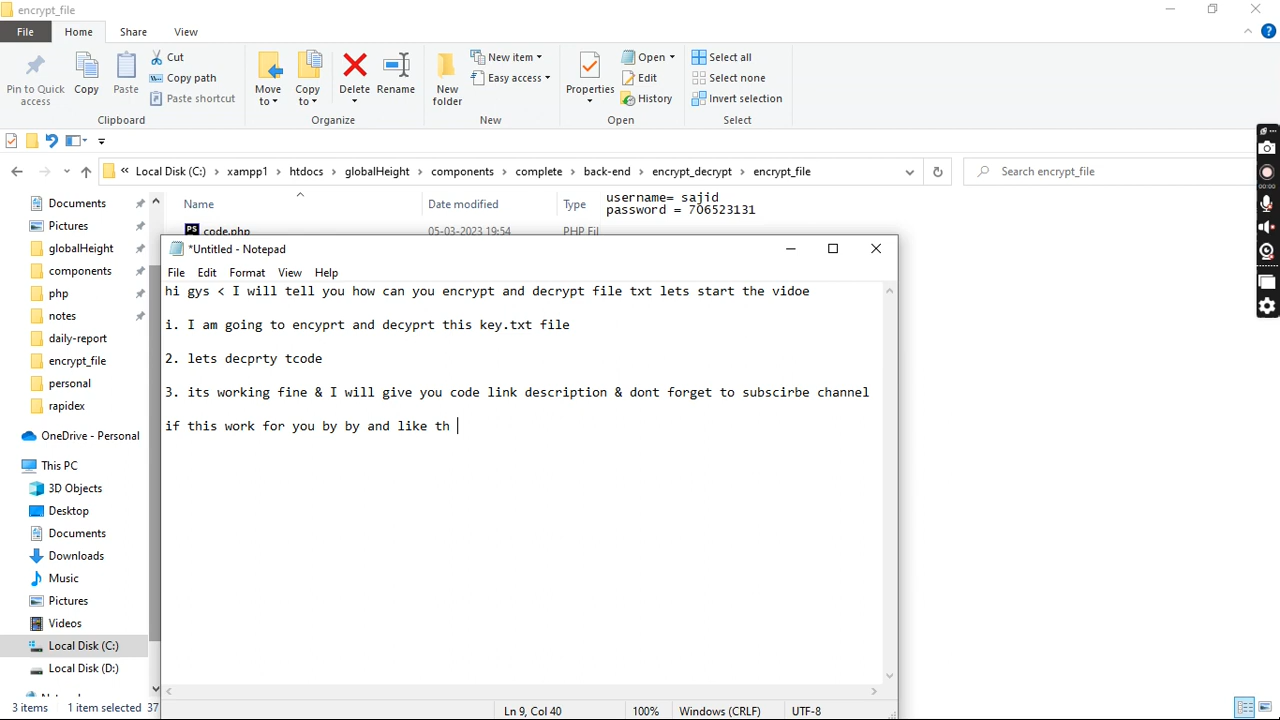 encrypt_file
File
Home
Share
View
Pin to Quick access
Copy
Paste
Cut
Copy path
Paste shortcut
Clipboard
Move to
Copy to
Delete
Rename
Organize
New folder
New item
Easy access
New
Properties
Open
Edit
History
Open
Select all
Select none
Invert selection
Select
« Local Disk (C:) › xampp1 › htdocs › globalHeight › components › complete › back-end › encrypt_decrypt › encrypt_file
Search encrypt_file
Name
Date modified
Type
username= sajid
password = 706523131
code.php
05-03-2023 19:54
PHP Fil
Documents
Pictures
globalHeight
components
php
notes
daily-report
encrypt_file
personal
rapidex
OneDrive - Personal
This PC
3D Objects
Desktop
Documents
Downloads
Music
Pictures
Videos
Local Disk (C:)
Local Disk (D:)
3 items
1 item selected 37
*Untitled - Notepad
File Edit Format View Help
hi gys < I will tell you how can you encrypt and decrypt file txt lets start the vidoe
i. I am going to encyprt and decyprt this key.txt file
2. lets decprty tcode
3. its working fine & I will give you code link description & dont forget to subscirbe channel
if this work for you by by and like th
Ln 9, Col 40
100%
Windows (CRLF)
UTF-8
00:00